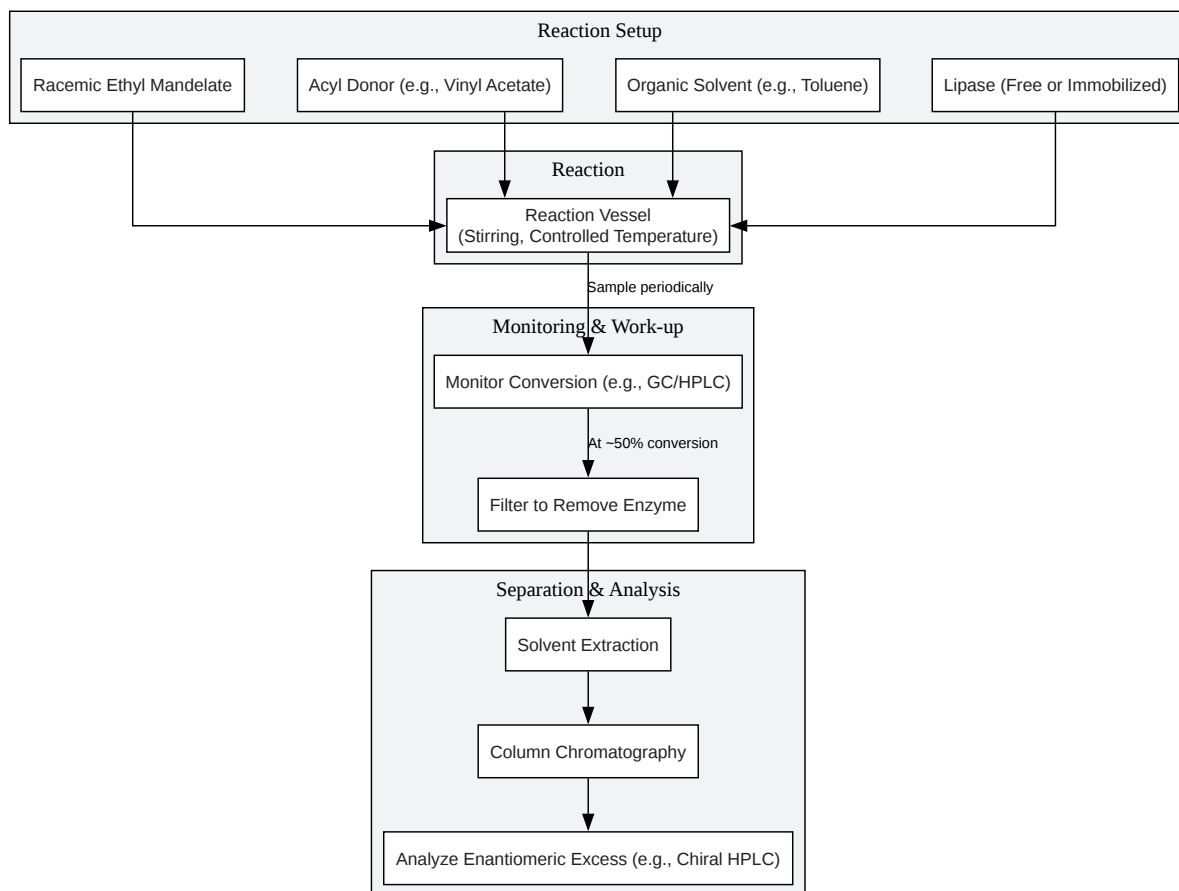 Reaction Setup
Racemic Ethyl Mandelate
Acyl Donor (e.g., Vinyl Acetate)
Organic Solvent (e.g., Toluene)
Lipase (Free or Immobilized)
Reaction
Reaction Vessel
(Stirring, Controlled Temperature)
Sample periodically
Monitoring & Work-up
Monitor Conversion (e.g., GC/HPLC)
At ~50% conversion
Filter to Remove Enzyme
Separation & Analysis
Solvent Extraction
Column Chromatography
Analyze Enantiomeric Excess (e.g., Chiral HPLC)